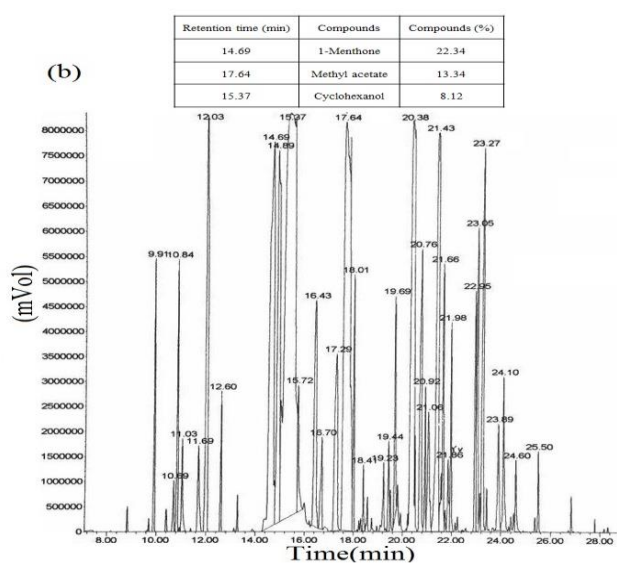 Retention time (min) Compounds Compounds (%)
14.69 1-Menthone 22.34
17.64 Methyl acetate 13.34
15.37 Cyclohexanol 8.12
(b)
12.03 15.37 17.64 20.38
8000000 14.69 21.43
7500000 14.89 23.27
7000000
6500000
6000000 23.05
5500000 9.91 10.84 20.76
5000000 18.01 21.66
4500000 16.43 19.69 22.95
4000000 21.98
3500000 17.29
3000000 12.60 15.72 20.92 24.10
2500000 21.06
2000000 11.03 16.70 23.89
1500000 11.69 19.44
1000000 10.69 18.41 19.23 24.60 25.50
500000
0
(mVol)
8.00 10.00 12.00 14.00 16.00 18.00 20.00 22.00 24.00 26.00 28.00
Time(min)